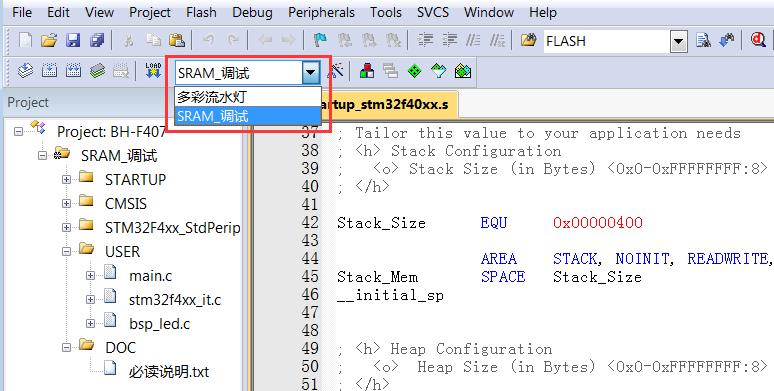 File Edit View Project Flash Debug Peripherals Tools SVCS Window Help
FLASH
LOAD SRAM_调试
多彩流水灯
SRAM_调试
Project
artup_stm32f40xx.s
Project: BH-F407
SRAM_调试
STARTUP
CMSIS
STM32F4xx_StdPerip
USER
main.c
stm32f4xx_it.c
bsp_led.c
DOC
必读说明.txt
37 ; Tailor this value to your application needs
38 ; <h> Stack Configuration
39 ;   <o> Stack Size (in Bytes) <0x0-0xFFFFFFFF:8>
40 ; </h>
41
42 Stack_Size EQU 0x00000400
43
44 AREA STACK, NOINIT, READWRITE,
45 Stack_Mem SPACE Stack_Size
46 __initial_sp
47
48
49 ; <h> Heap Configuration
50 ;   <o>  Heap Size (in Bytes) <0x0-0xFFFFFFFF:8>
51 ; </h>